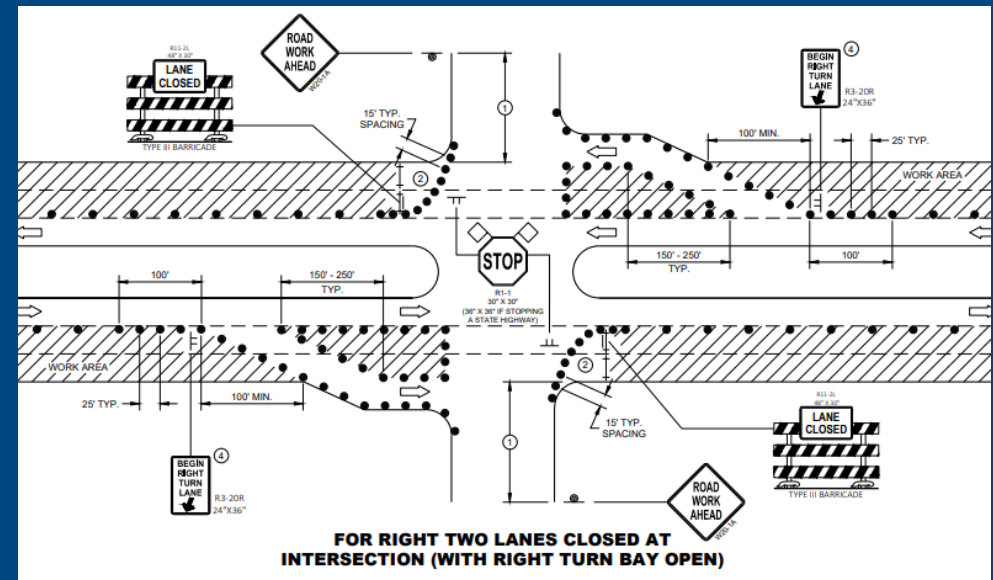 R11-2L
48" X 30"
LANE
CLOSED
TYPE III BARRICADE
ROAD
WORK
AHEAD
W20-1A
15' TYP.
SPACING
1
2
BEGIN
RIGHT
TURN
LANE
4
R3-20R
24"X36"
100' MIN.
25' TYP.
WORK AREA
150' - 250'
TYP.
100'
STOP
R1-1
30" X 30"
(36" X 36" IF STOPPING
A STATE HIGHWAY)
100'
150' - 250'
TYP.
WORK AREA
25' TYP.
100' MIN.
BEGIN
RIGHT
TURN
LANE
4
R3-20R
24"X36"
2
15' TYP.
SPACING
1
R11-2L
48" X 30"
LANE
CLOSED
TYPE III BARRICADE
ROAD
WORK
AHEAD
W20-1A
FOR RIGHT TWO LANES CLOSED AT
INTERSECTION (WITH RIGHT TURN BAY OPEN)